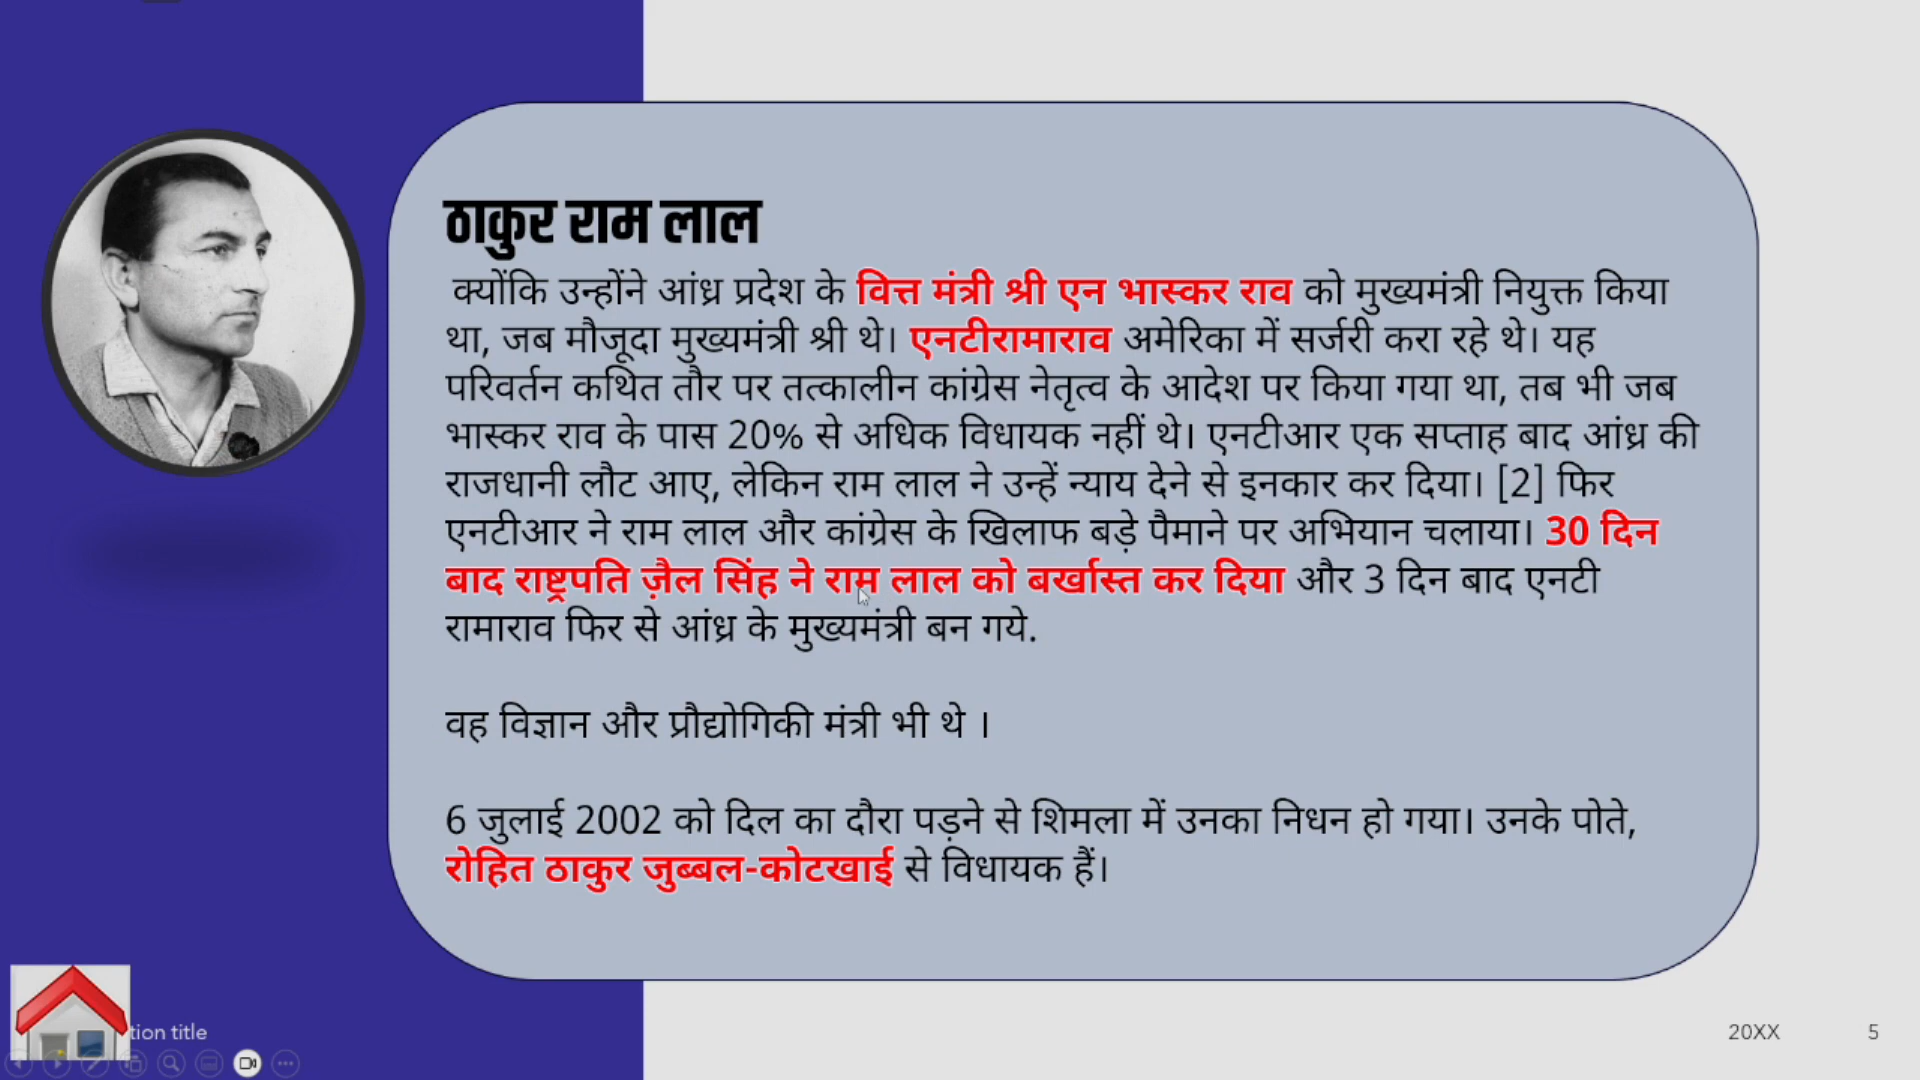 ठाकुर राम लाल
क्योंकि उन्होंने आंध्र प्रदेश के वित्त मंत्री श्री एन भास्कर राव को मुख्यमंत्री नियुक्त किया
था, जब मौजूदा मुख्यमंत्री श्री थे। एनटीरामाराव अमेरिका में सर्जरी करा रहे थे। यह
परिवर्तन कथित तौर पर तत्कालीन कांग्रेस नेतृत्व के आदेश पर किया गया था, तब भी जब
भास्कर राव के पास 20% से अधिक विधायक नहीं थे। एनटीआर एक सप्ताह बाद आंध्र की
राजधानी लौट आए, लेकिन राम लाल ने उन्हें न्याय देने से इनकार कर दिया। [2] फिर
एनटीआर ने राम लाल और कांग्रेस के खिलाफ बड़े पैमाने पर अभियान चलाया। 30 दिन
बाद राष्ट्रपति ज़ैल सिंह ने राम लाल को बर्खास्त कर दिया और 3 दिन बाद एनटी
रामाराव फिर से आंध्र के मुख्यमंत्री बन गये.
वह विज्ञान और प्रौद्योगिकी मंत्री भी थे ।
6 जुलाई 2002 को दिल का दौरा पड़ने से शिमला में उनका निधन हो गया। उनके पोते,
रोहित ठाकुर जुब्बल-कोटखाई से विधायक हैं।
tion title
20XX
5